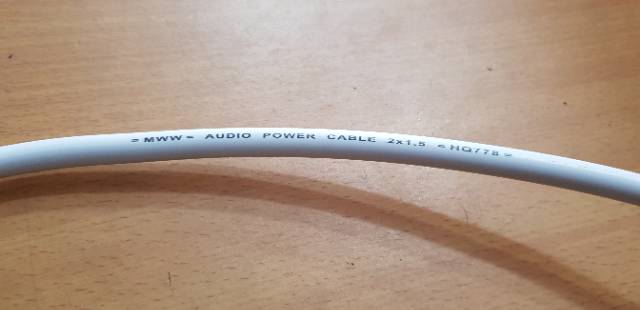 = MWW = AUDIO POWER CABLE 2x1.5 = HQ778 =